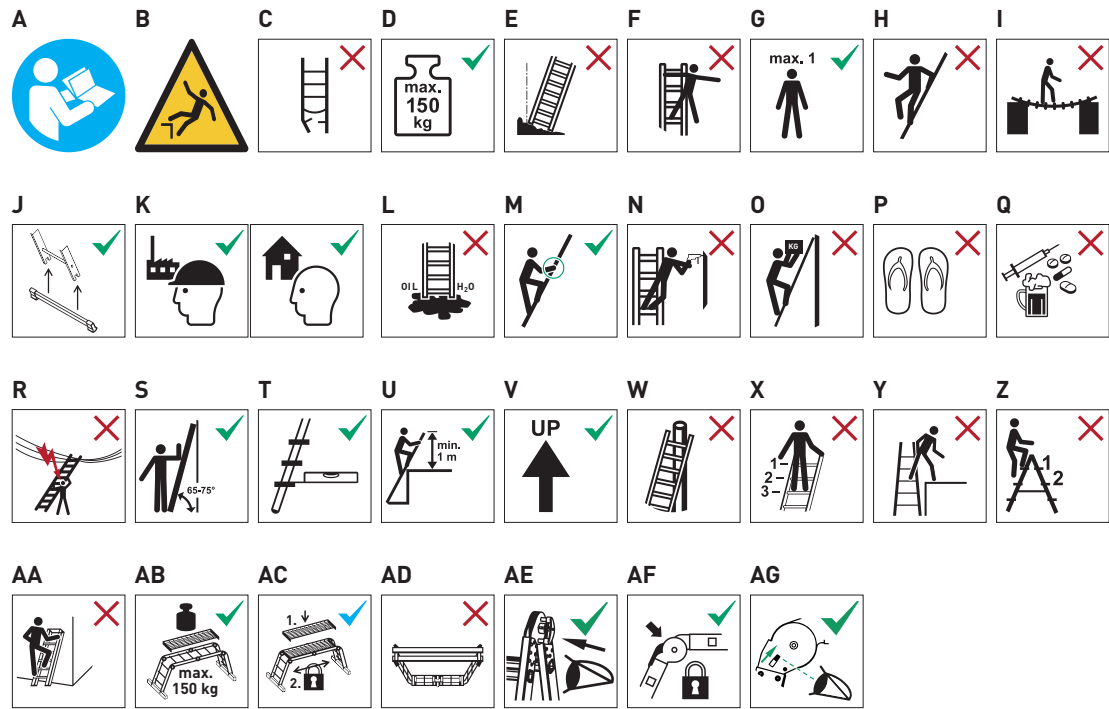 A B C D E F G H I
max.
150
kg
max. 1
J K L M N O P Q
OIL H₂O
KG
R S T U V W X Y Z
65-75°
min.
1 m
UP
1
2
3
1
2
AA AB AC AD AE AF AG
max.
150 kg
1.
2.